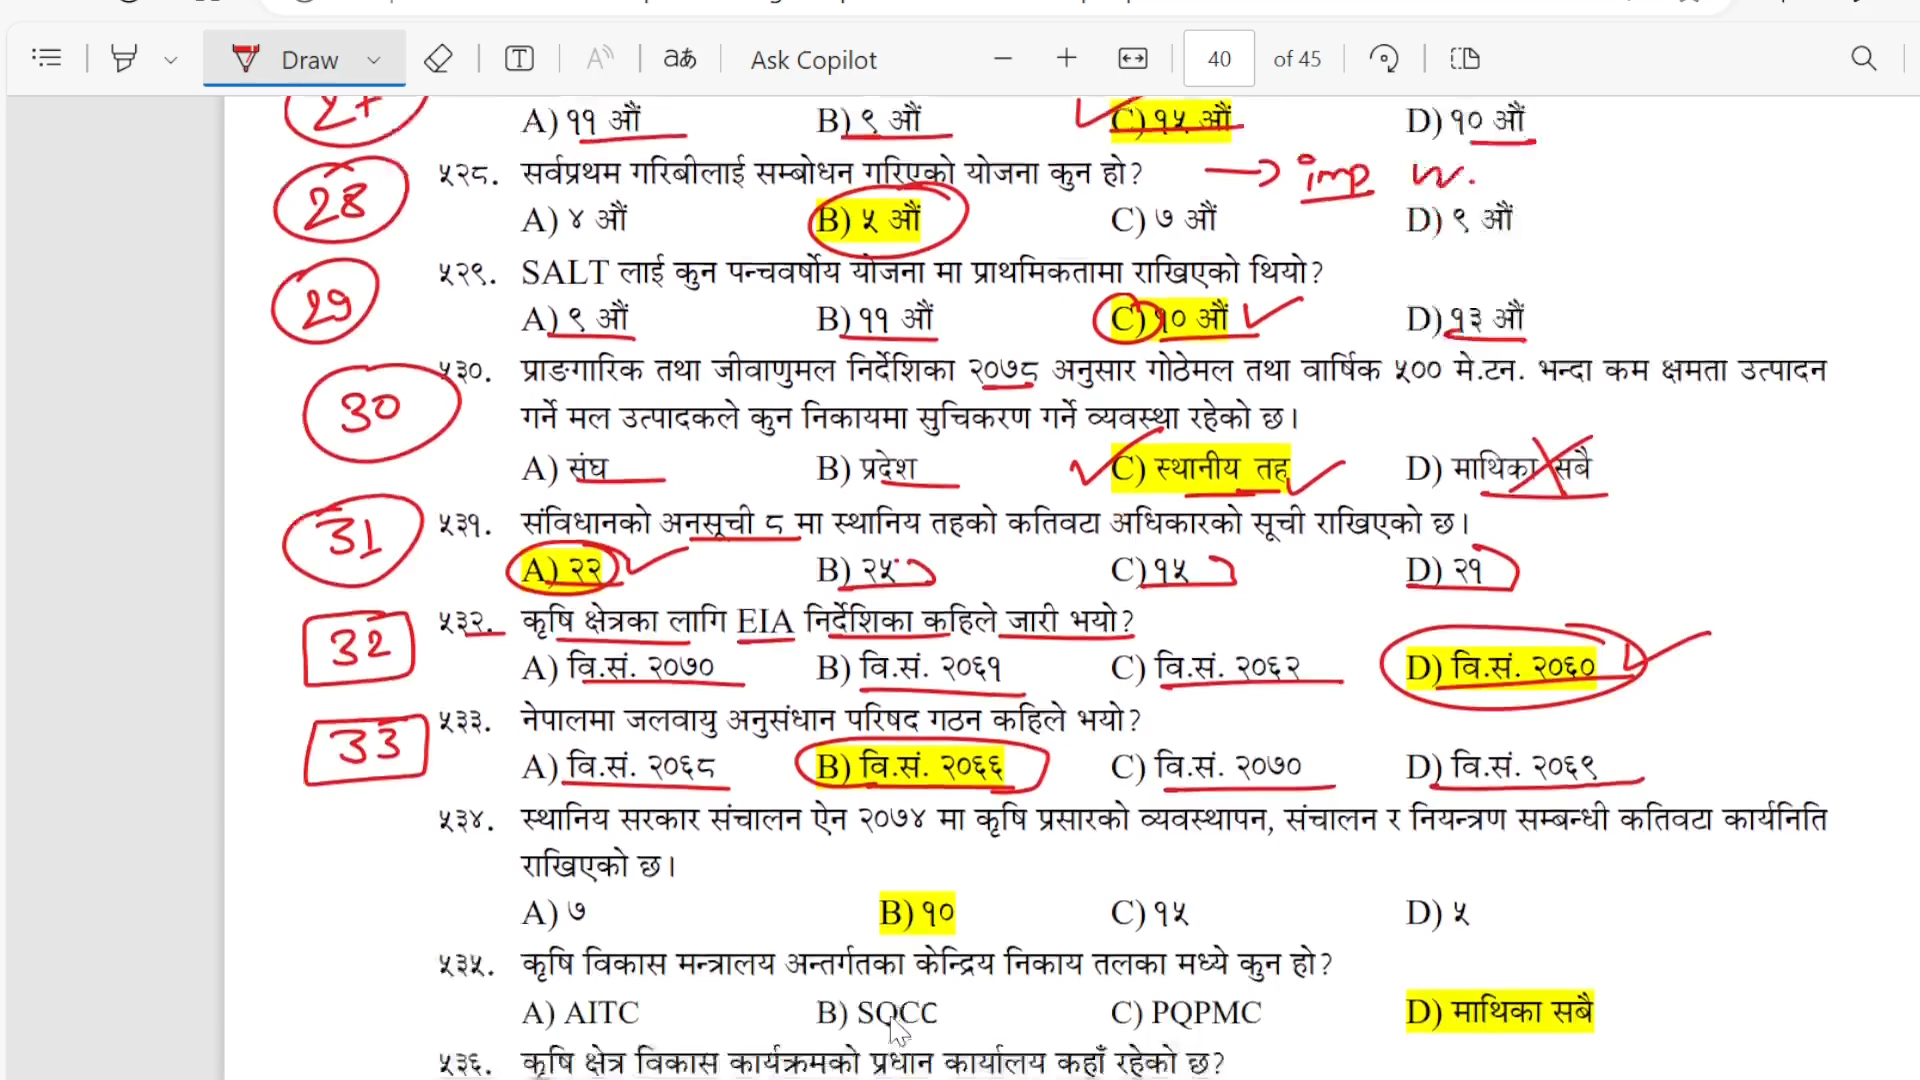 Draw
Ask Copilot
40 of 45
27
A) ११ औं B) ९ औं C) १५ औं D) १० औं
28
५२८. सर्वप्रथम गरिबीलाई सम्बोधन गरिएको योजना कुन हो? → imp
A) ४ औं B) ५ औं C) ७ औं D) ९ औं
29
५२९. SALT लाई कुन पन्चवर्षीय योजना मा प्राथमिकतामा राखिएको थियो?
A) ९ औं B) ११ औं C) १० औं D) १३ औं
30
५३०. प्राङगारिक तथा जीवाणुमल निर्देशिका २०७८ अनुसार गोठेमल तथा वार्षिक ५०० मे.टन. भन्दा कम क्षमता उत्पादन
गर्ने मल उत्पादकले कुन निकायमा सुचिकरण गर्ने व्यवस्था रहेको छ।
A) संघ B) प्रदेश C) स्थानीय तह D) माथिका सबै
31
५३१. संविधानको अनसूची ८ मा स्थानिय तहको कतिवटा अधिकारको सूची राखिएको छ।
A) २२ B) २५ C) १५ D) २१
32
५३२. कृषि क्षेत्रका लागि EIA निर्देशिका कहिले जारी भयो?
A) वि.सं. २०७० B) वि.सं. २०६१ C) वि.सं. २०६२ D) वि.सं. २०६०
33
५३३. नेपालमा जलवायु अनुसंधान परिषद गठन कहिले भयो?
A) वि.सं. २०६८ B) वि.सं. २०६६ C) वि.सं. २०७० D) वि.सं. २०६९
५३४. स्थानिय सरकार संचालन ऐन २०७४ मा कृषि प्रसारको व्यवस्थापन, संचालन र नियन्त्रण सम्बन्धी कतिवटा कार्यनिति
राखिएको छ।
A) ७ B) १० C) १५ D) ५
५३५. कृषि विकास मन्त्रालय अन्तर्गतका केन्द्रिय निकाय तलका मध्ये कुन हो?
A) AITC B) SQCC C) PQPMC D) माथिका सबै
५३६. कृषि क्षेत्र विकास कार्यक्रमको प्रधान कार्यालय कहाँ रहेको छ?